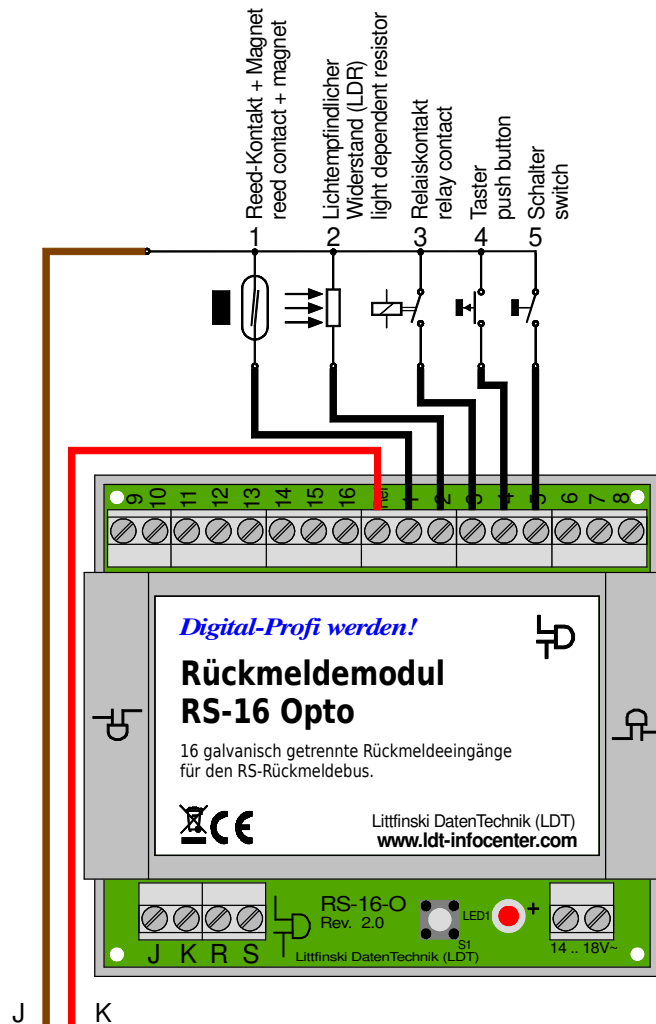 Reed-Kontakt + Magnet
reed contact + magnet
Lichtempfindlicher
Widerstand (LDR)
light dependent resistor
Relaiskontakt
relay contact
Taster
push button
Schalter
switch
1 2 3 4 5
9 10 11 12 13 14 15 16 Ref 1 2 3 4 5 6 7 8
Digital-Profi werden!
Rückmeldemodul
RS-16 Opto
16 galvanisch getrennte Rückmeldeeingänge
für den RS-Rückmeldebus.
CE
Littfinski DatenTechnik (LDT)
www.ldt-infocenter.com
J K R S
RS-16-O
Rev. 2.0
Littfinski DatenTechnik (LDT)
S1
LED1
+
14 .. 18V~
J K